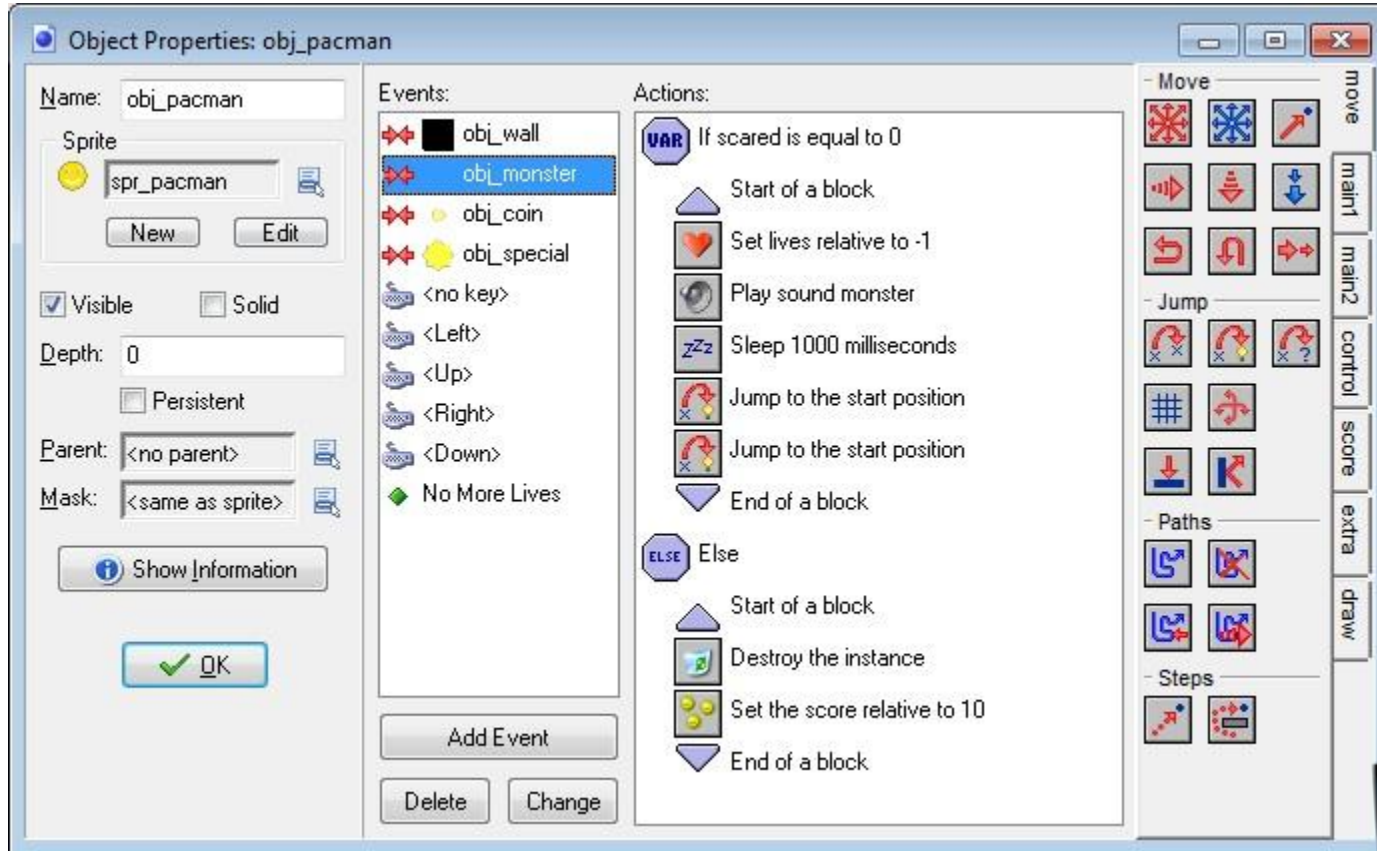 Object Properties: obj_pacman
Name: obj_pacman
Sprite
spr_pacman
New Edit
Visible Solid
Depth: 0
Persistent
Parent: <no parent>
Mask: <same as sprite>
Show Information
OK
Events:
obj_wall
obj_monster
obj_coin
obj_special
<no key>
<Left>
<Up>
<Right>
<Down>
No More Lives
Add Event
Delete Change
Actions:
VAR If scared is equal to 0
Start of a block
Set lives relative to -1
Play sound monster
zZz Sleep 1000 milliseconds
Jump to the start position
Jump to the start position
End of a block
ELSE Else
Start of a block
Destroy the instance
Set the score relative to 10
End of a block
Move
Jump
Paths
Steps
move
main1
main2
control
score
extra
draw